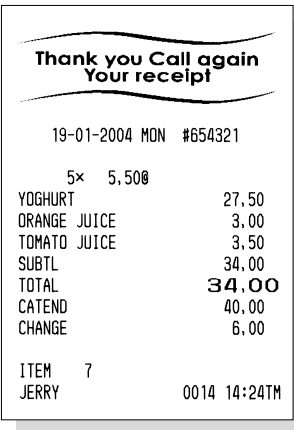 Thank you Call again
Your receipt
19-01-2004 MON #654321
5× 5,50@
YOGHURT 27,50
ORANGE JUICE 3,00
TOMATO JUICE 3,50
SUBTL 34,00
TOTAL 34,00
CATEND 40,00
CHANGE 6,00
ITEM 7
JERRY 0014 14:24TM